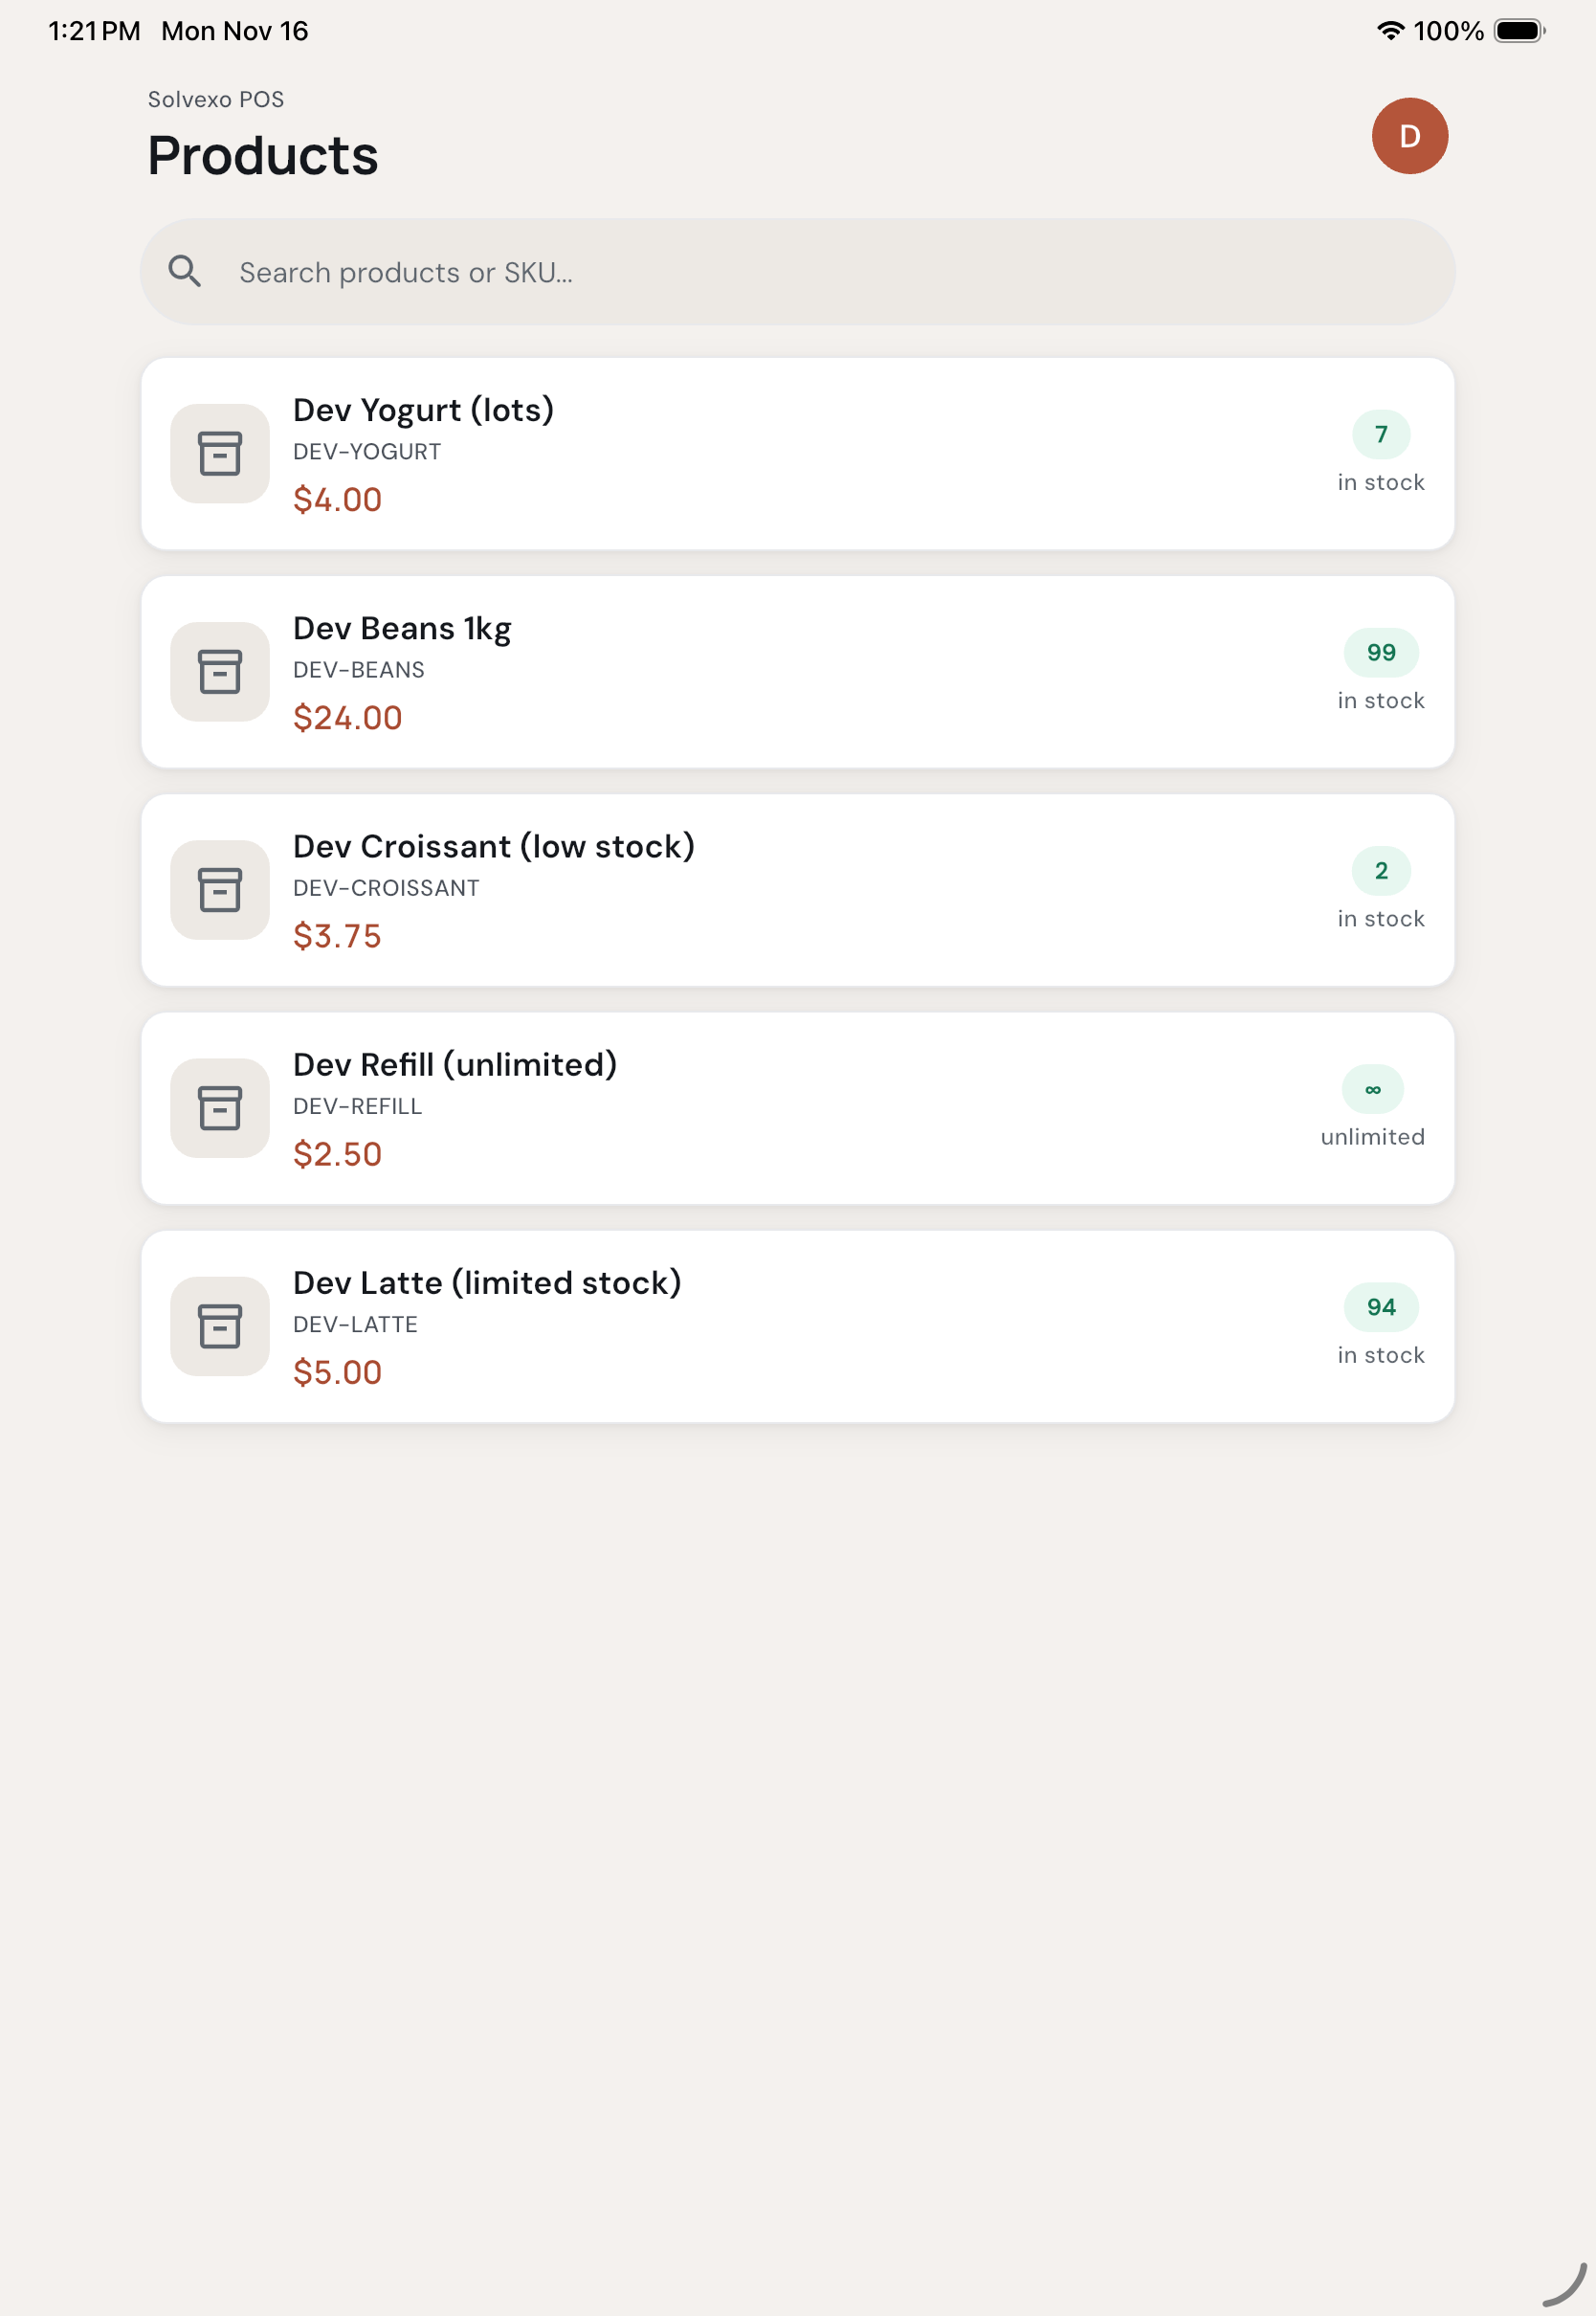 1:21 PM Mon Nov 16 100%
Solvexo POS
Products
D
Search products or SKU...
Dev Yogurt (lots)
DEV-YOGURT
$4.00
7
in stock
Dev Beans 1kg
DEV-BEANS
$24.00
99
in stock
Dev Croissant (low stock)
DEV-CROISSANT
$3.75
2
in stock
Dev Refill (unlimited)
DEV-REFILL
$2.50
∞
unlimited
Dev Latte (limited stock)
DEV-LATTE
$5.00
94
in stock